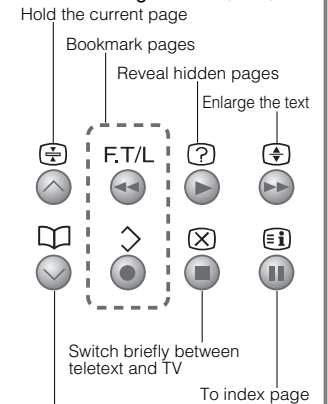 Hold the current page
Bookmark pages
Reveal hidden pages
Enlarge the text
F.T/L
?
X
i
Switch briefly between
teletext and TV
To index page